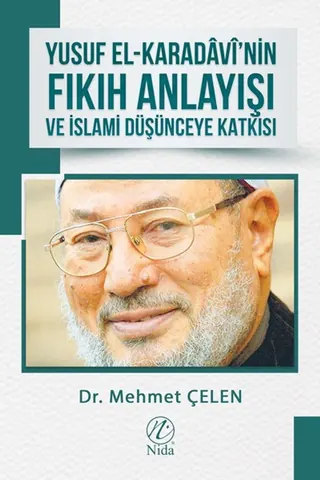 YUSUF EL-KARADÂVÎ'NİN
FIKIH ANLAYIŞI
VE İSLAMİ DÜŞÜNCEYE KATKISI
Dr. Mehmet ÇELEN
Nida